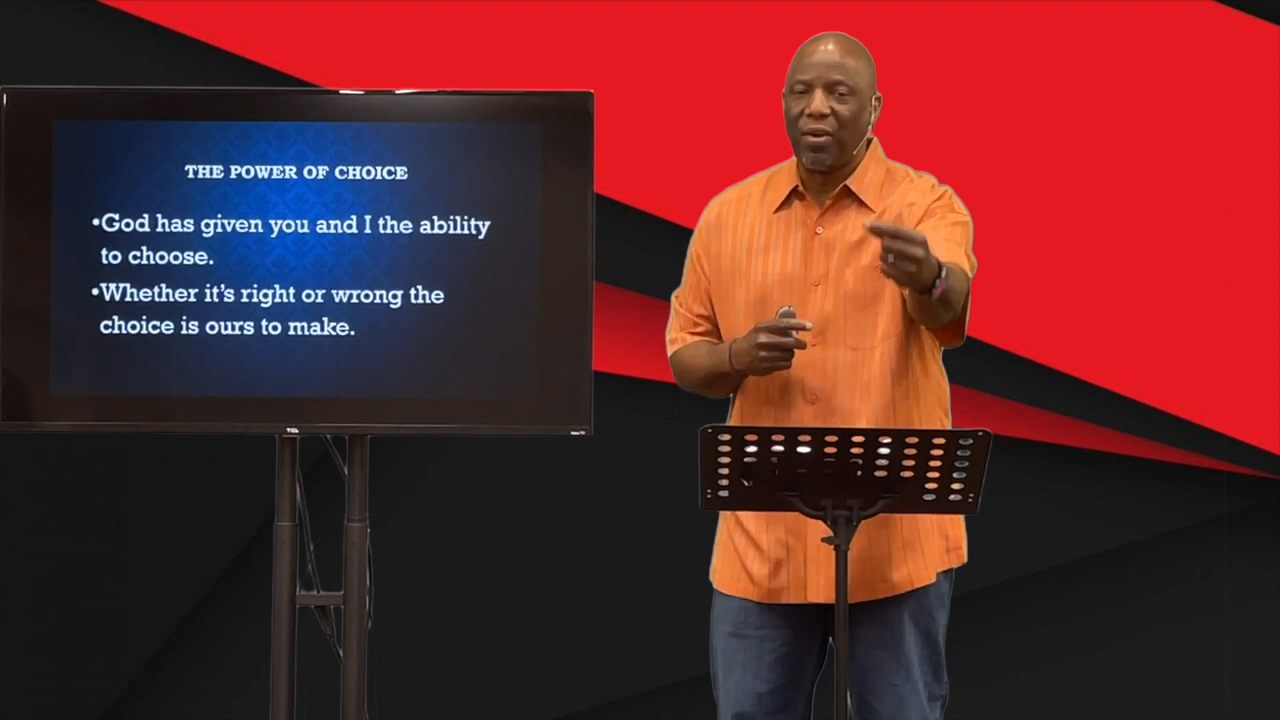 THE POWER OF CHOICE
•God has given you and I the ability
to choose.
•Whether it's right or wrong the
choice is ours to make.
TCL